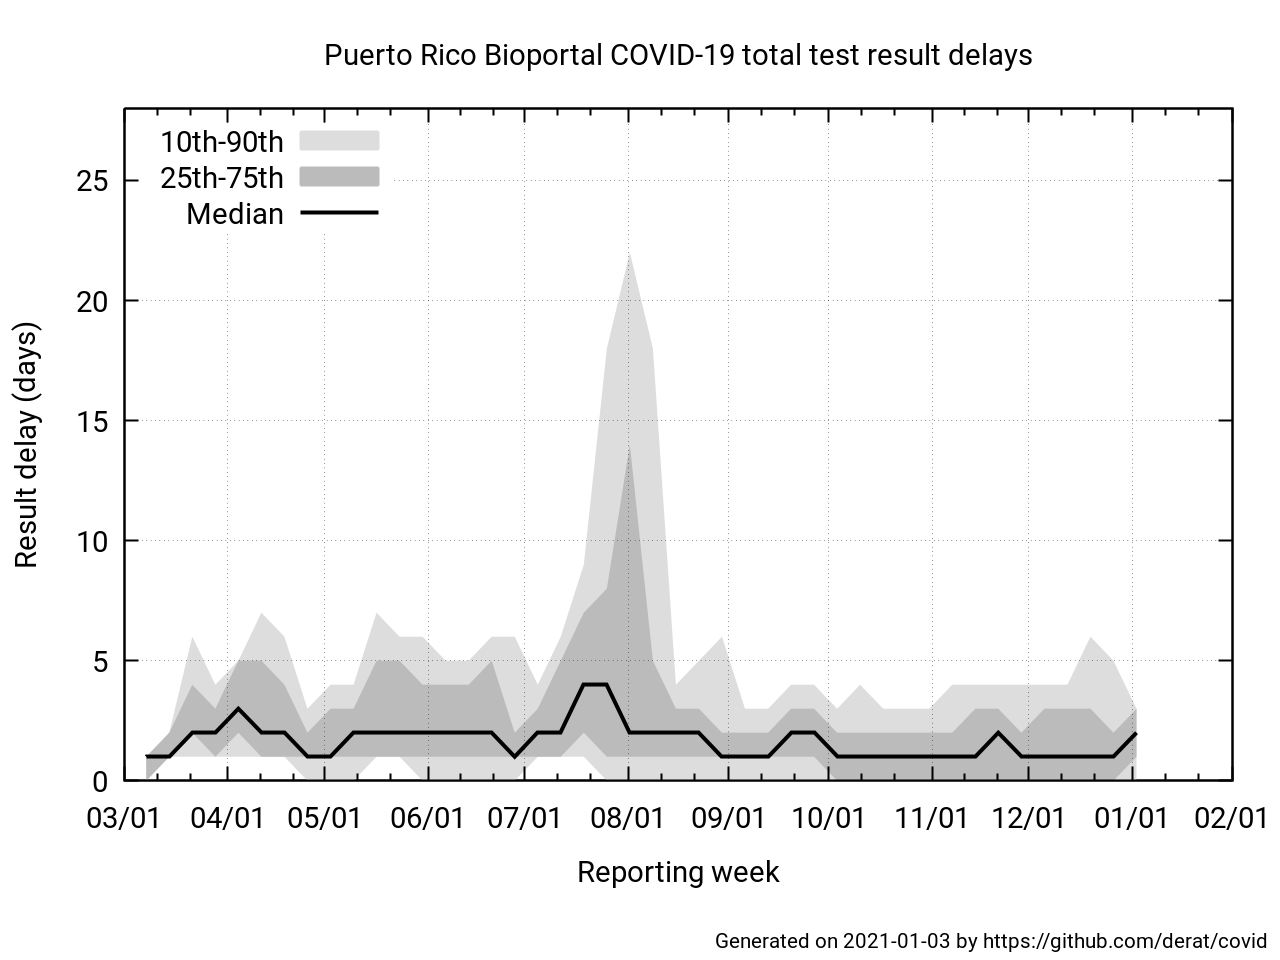 Puerto Rico Bioportal COVID-19 total test result delays
10th-90th
25th-75th
Median
25
20
15
10
5
0
Result delay (days)
03/01 04/01 05/01 06/01 07/01 08/01 09/01 10/01 11/01 12/01 01/01 02/01
Reporting week
Generated on 2021-01-03 by https://github.com/derat/covid